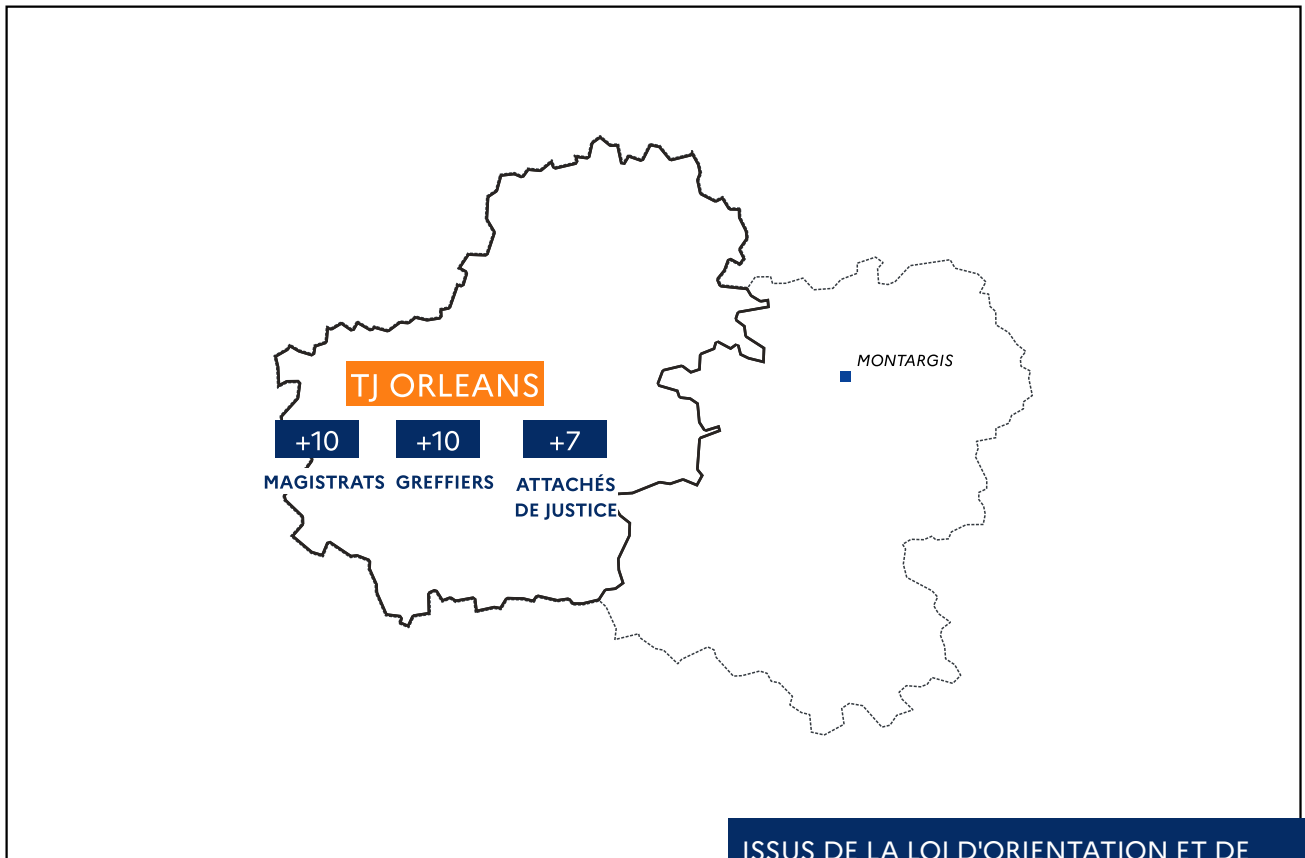 MONTARGIS
TJ ORLEANS
+10
+10
+7
MAGISTRATS
GREFFIERS
ATTACHÉS
DE JUSTICE
ISSUS DE LA LOI D'ORIENTATION ET DE